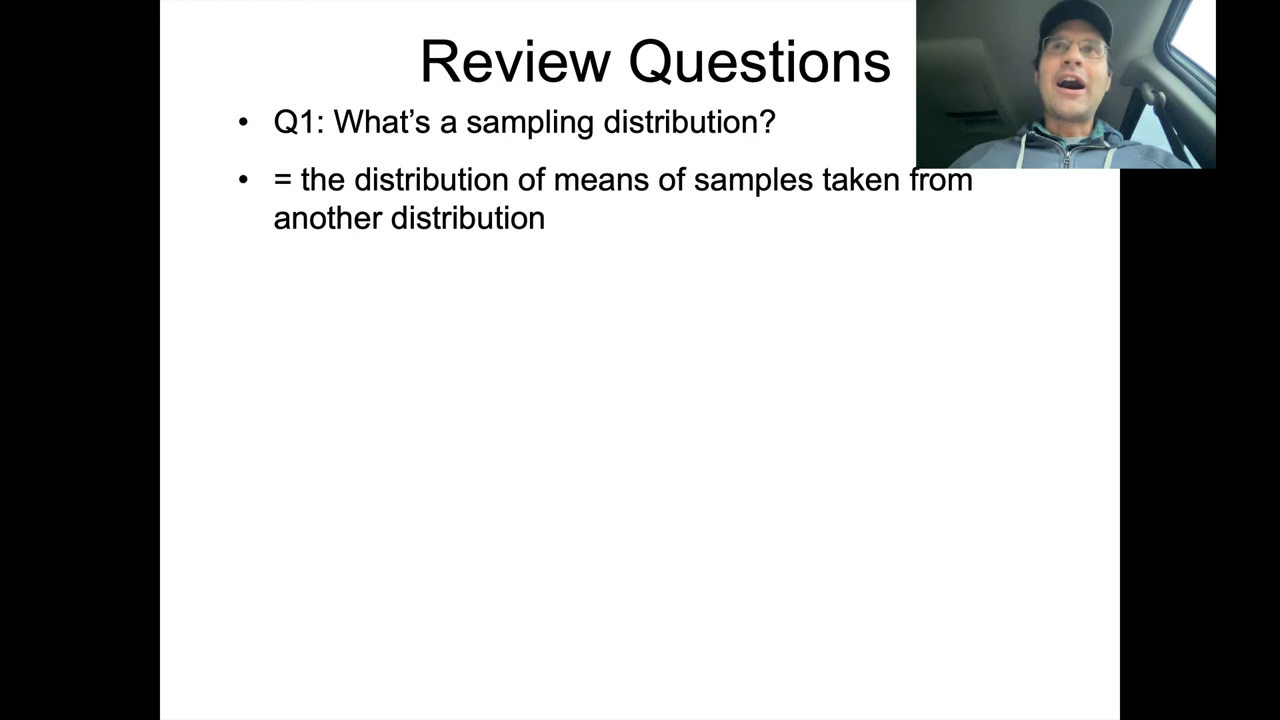 Review Questions
• Q1: What’s a sampling distribution?
• = the distribution of means of samples taken from
another distribution